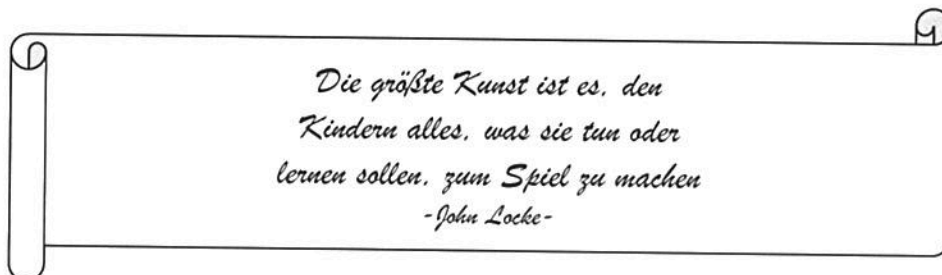 Die größte Kunst ist es, den
Kindern alles, was sie tun oder
lernen sollen, zum Spiel zu machen
-John Locke-